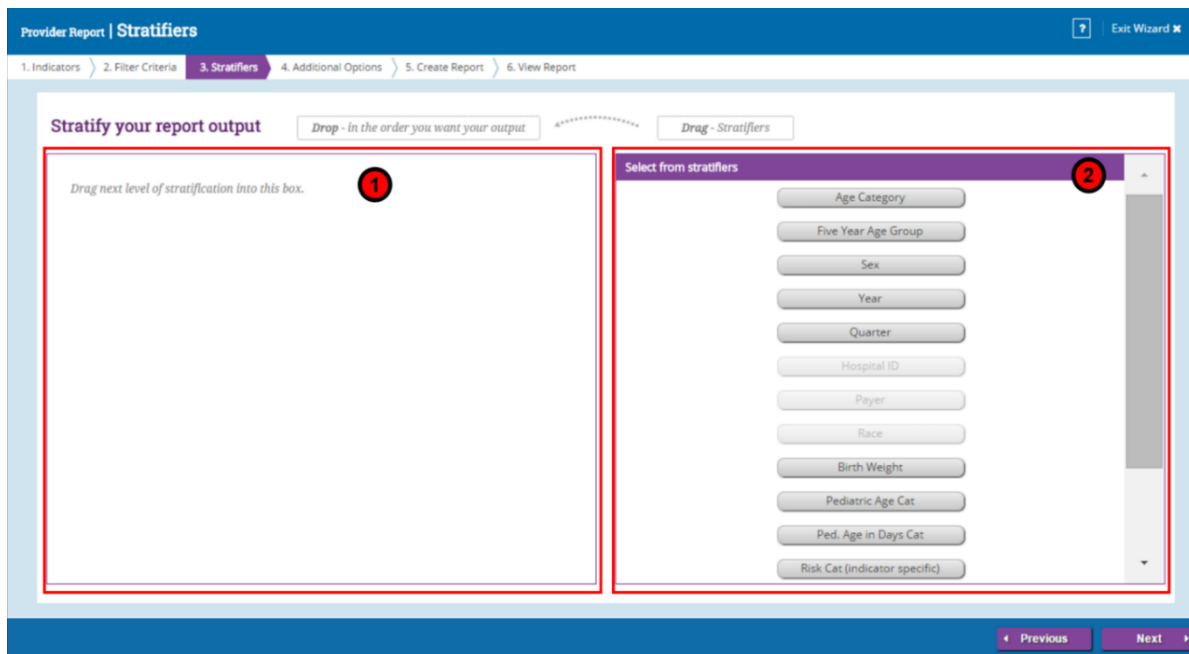 Provider Report | Stratifiers
? Exit Wizard ✖
1. Indicators 2. Filter Criteria 3. Stratifiers 4. Additional Options 5. Create Report 6. View Report
Stratify your report output
Drop - in the order you want your output
Drag - Stratifiers
Drag next level of stratification into this box.
1
Select from stratifiers
2
Age Category
Five Year Age Group
Sex
Year
Quarter
Hospital ID
Payer
Race
Birth Weight
Pediatric Age Cat
Ped. Age in Days Cat
Risk Cat (indicator specific)
Previous
Next